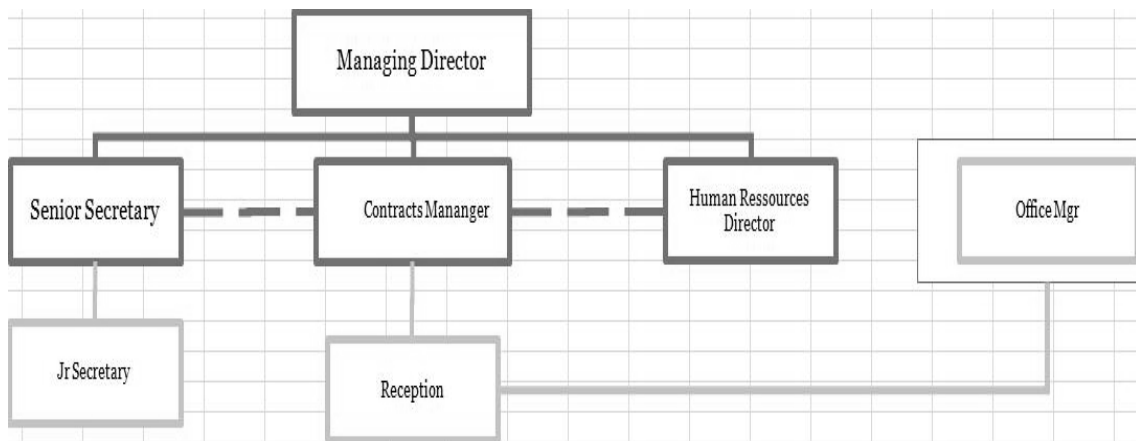 Managing Director
Senior Secretary
Contracts Mananger
Human Ressources
Director
Office Mgr
Jr Secretary
Reception